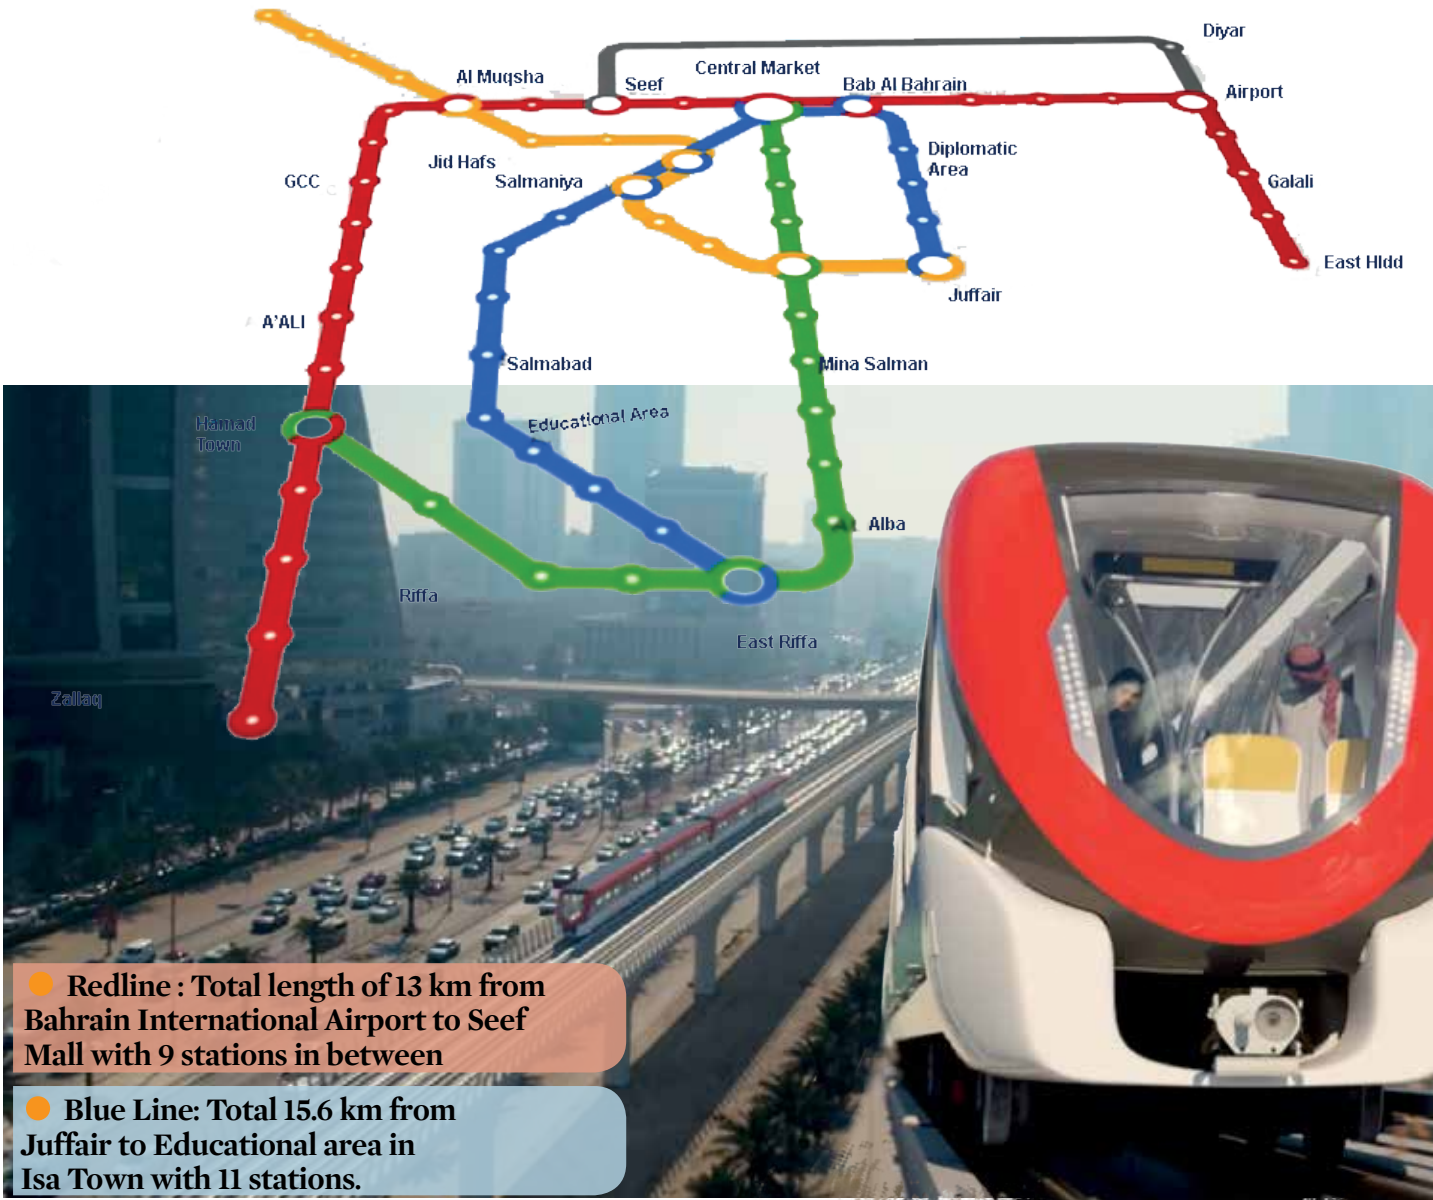 Diyar
Central Market
Al Muqsha
Seef
Bab Al Bahrain
Airport
Diplomatic
Area
Jid Hafs
Salmaniya
GCC
Galali
East HIdd
Juffair
A'ALI
Salmabad
Mina Salman
Educational Area
Hamad
Town
Alba
Riffa
East Riffa
Zallaq
Redline : Total length of 13 km from
Bahrain International Airport to Seef
Mall with 9 stations in between
Blue Line: Total 15.6 km from
Juffair to Educational area in
Isa Town with 11 stations.